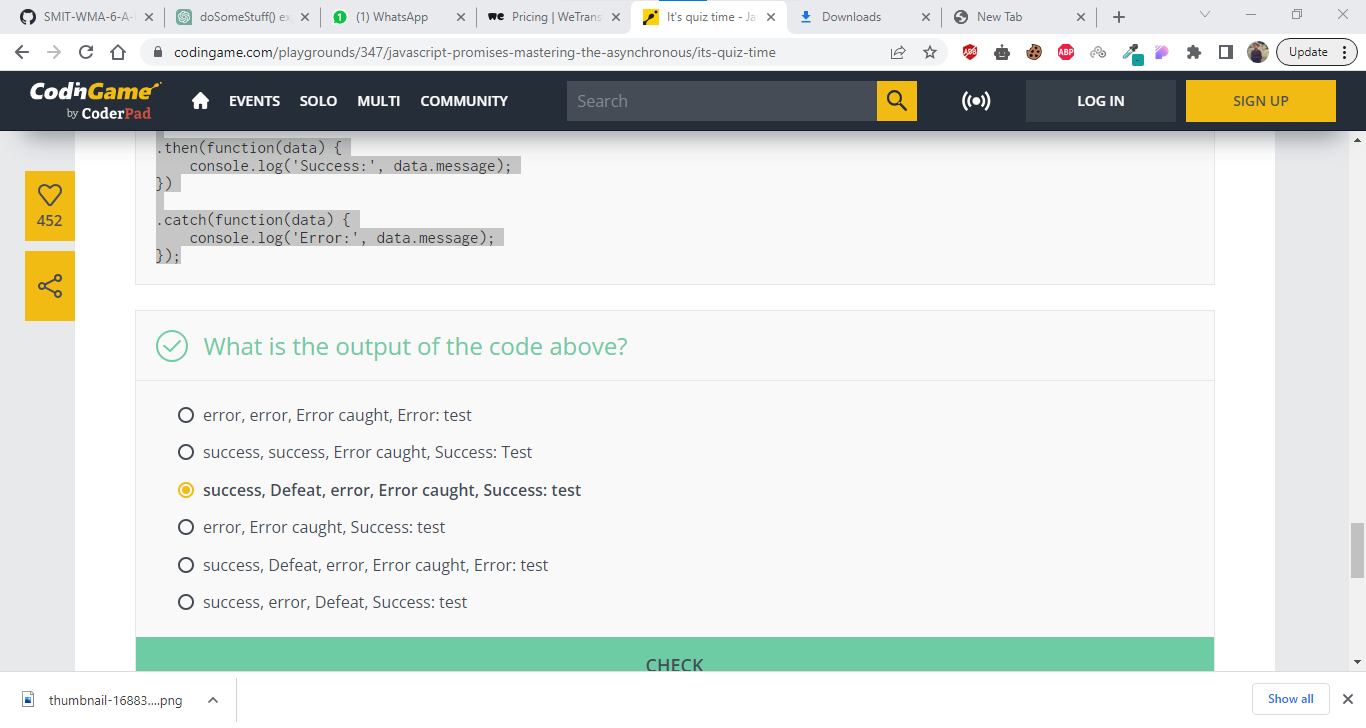 SMIT-WMA-6-A-
doSomeStuff() ex
(1) WhatsApp
Pricing | WeTrans
It's quiz time - Ja
Downloads
New Tab
codingame.com/playgrounds/347/javascript-promises-mastering-the-asynchronous/its-quiz-time
Update
CodinGame
by CoderPad
EVENTS SOLO MULTI COMMUNITY
Search
LOG IN
SIGN UP
452
.then(function(data) {
    console.log('Success:', data.message);
})
.catch(function(data) {
    console.log('Error:', data.message);
});
What is the output of the code above?
error, error, Error caught, Error: test
success, success, Error caught, Success: Test
success, Defeat, error, Error caught, Success: test
error, Error caught, Success: test
success, Defeat, error, Error caught, Error: test
success, error, Defeat, Success: test
CHECK
thumbnail-16883....png
Show all